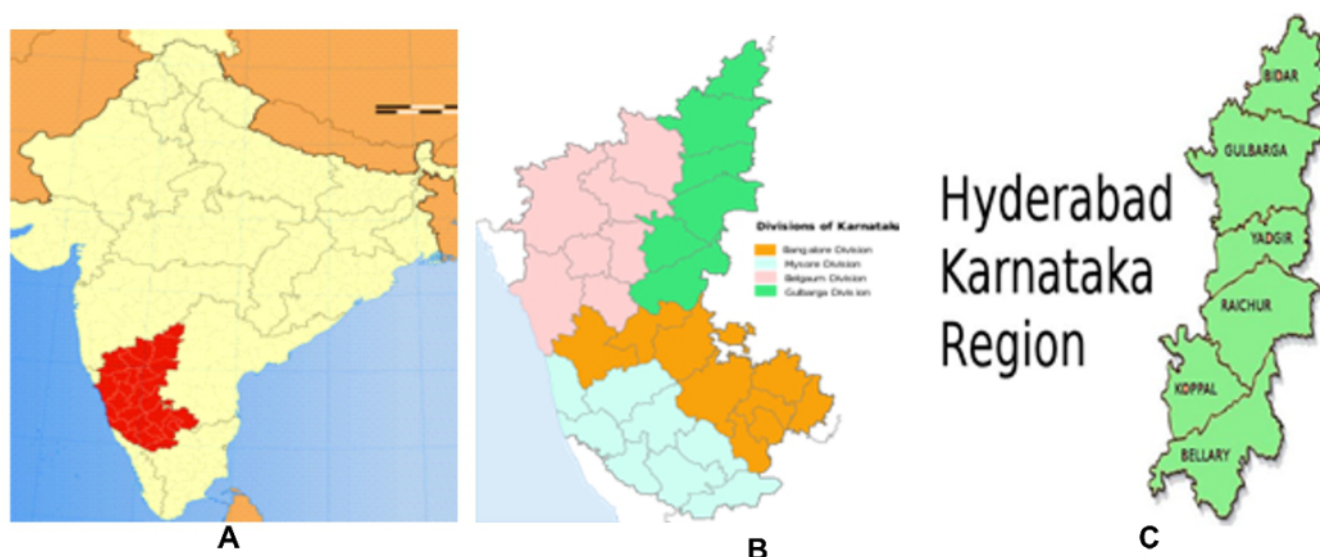 Divisions of Karnataka
Bangalore Division
Mysore Division
Belgaum Division
Gulbarga Division
Hyderabad
Karnataka
Region
BIDAR
GULBARGA
YADGIR
RAICHUR
KOPPAL
BELLARY
A
B
C